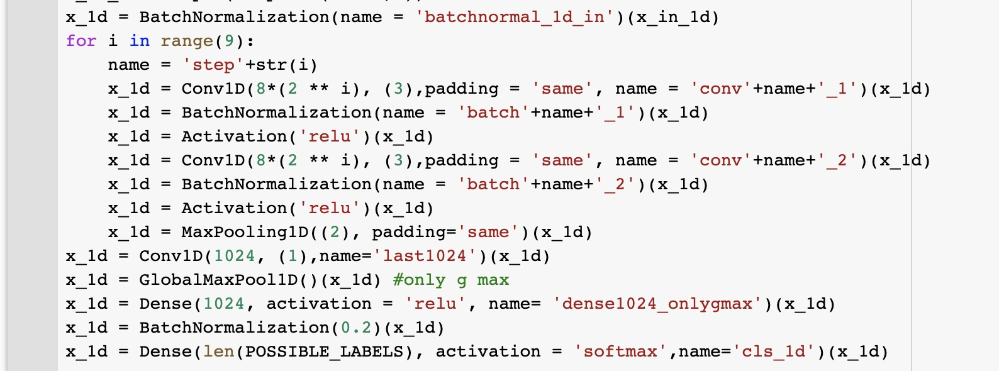 x_1d = BatchNormalization(name = 'batchnormal_1d_in')(x_in_1d)
for i in range(9):
    name = 'step'+str(i)
    x_1d = Conv1D(8*(2 ** i), (3),padding = 'same', name = 'conv'+name+'_1')(x_1d)
    x_1d = BatchNormalization(name = 'batch'+name+'_1')(x_1d)
    x_1d = Activation('relu')(x_1d)
    x_1d = Conv1D(8*(2 ** i), (3),padding = 'same', name = 'conv'+name+'_2')(x_1d)
    x_1d = BatchNormalization(name = 'batch'+name+'_2')(x_1d)
    x_1d = Activation('relu')(x_1d)
    x_1d = MaxPooling1D((2), padding='same')(x_1d)
x_1d = Conv1D(1024, (1),name='last1024')(x_1d)
x_1d = GlobalMaxPool1D()(x_1d) #only g max
x_1d = Dense(1024, activation = 'relu', name= 'dense1024_onlygmax')(x_1d)
x_1d = BatchNormalization(0.2)(x_1d)
x_1d = Dense(len(POSSIBLE_LABELS), activation = 'softmax',name='cls_1d')(x_1d)